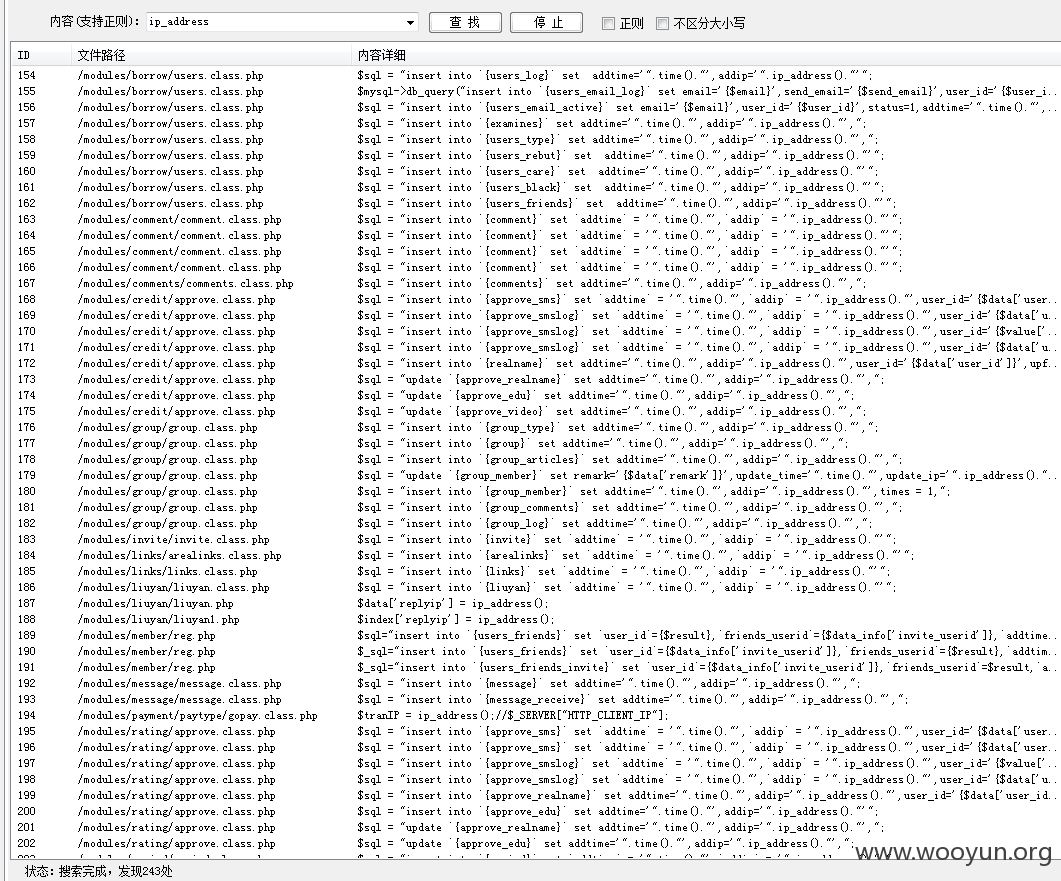 内容(支持正则): ip_address 查 找 停 止 正则 不区分大小写
ID 文件路径 内容详细
154 /modules/borrow/users.class.php $sql = "insert into `{users_log}` set  addtime='".time()."',addip='".ip_address()."'";
155 /modules/borrow/users.class.php $mysql->db_query("insert into `{users_email_log}` set email='{$email}',send_email='{$send_email}',user_id='{$user_i...
156 /modules/borrow/users.class.php $sql = "insert into `{users_email_active}` set email='{$email}',user_id='{$user_id}',status=1,addtime='".time()."',...
157 /modules/borrow/users.class.php $sql = "insert into `{examines}` set addtime='".time()."',addip='".ip_address()."',";
158 /modules/borrow/users.class.php $sql = "insert into `{users_type}` set addtime='".time()."',addip='".ip_address()."',";
159 /modules/borrow/users.class.php $sql = "insert into `{users_rebut}` set  addtime='".time()."',addip='".ip_address()."'";
160 /modules/borrow/users.class.php $sql = "insert into `{users_care}` set  addtime='".time()."',addip='".ip_address()."'";
161 /modules/borrow/users.class.php $sql = "insert into `{users_black}` set  addtime='".time()."',addip='".ip_address()."'";
162 /modules/borrow/users.class.php $sql = "insert into `{users_friends}` set  addtime='".time()."',addip='".ip_address()."'";
163 /modules/comment/comment.class.php $sql = "insert into `{comment}` set `addtime` = '".time()."',`addip` = '".ip_address()."'";
164 /modules/comment/comment.class.php $sql = "insert into `{comment}` set `addtime` = '".time()."',`addip` = '".ip_address()."'";
165 /modules/comment/comment.class.php $sql = "insert into `{comment}` set `addtime` = '".time()."',`addip` = '".ip_address()."'";
166 /modules/comment/comment.class.php $sql = "insert into `{comment}` set `addtime` = '".time()."',`addip` = '".ip_address()."'";
167 /modules/comments/comments.class.php $sql = "insert into `{comments}` set addtime='".time()."',addip='".ip_address()."',";
168 /modules/credit/approve.class.php $sql = "insert into `{approve_sms}` set `addtime` = '".time()."',`addip` = '".ip_address()."',user_id='{$data['user...
169 /modules/credit/approve.class.php $sql = "insert into `{approve_smslog}` set `addtime` = '".time()."',`addip` = '".ip_address()."',user_id='{$data['u...
170 /modules/credit/approve.class.php $sql = "insert into `{approve_smslog}` set `addtime` = '".time()."',`addip` = '".ip_address()."',user_id='{$value['...
171 /modules/credit/approve.class.php $sql = "insert into `{approve_smslog}` set `addtime` = '".time()."',`addip` = '".ip_address()."',user_id='{$data['u...
172 /modules/credit/approve.class.php $sql = "insert into `{realname}` set addtime='".time()."',addip='".ip_address()."',user_id='{$data['user_id']}',upf...
173 /modules/credit/approve.class.php $sql = "update `{approve_realname}` set addtime='".time()."',addip='".ip_address()."',";
174 /modules/credit/approve.class.php $sql = "update `{approve_edu}` set addtime='".time()."',addip='".ip_address()."',";
175 /modules/credit/approve.class.php $sql = "update `{approve_video}` set addtime='".time()."',addip='".ip_address()."',";
176 /modules/group/group.class.php $sql = "insert into `{group_type}` set addtime='".time()."',addip='".ip_address()."',";
177 /modules/group/group.class.php $sql = "insert into `{group}` set addtime='".time()."',addip='".ip_address()."',";
178 /modules/group/group.class.php $sql = "insert into `{group_articles}` set addtime='".time()."',addip='".ip_address()."',";
179 /modules/group/group.class.php $sql = "update `{group_member}` set remark='{$data['remark']}',update_time='".time()."',update_ip='".ip_address()."...
180 /modules/group/group.class.php $sql = "insert into `{group_member}` set addtime='".time()."',addip='".ip_address()."',times = 1,";
181 /modules/group/group.class.php $sql = "insert into `{group_comments}` set addtime='".time()."',addip='".ip_address()."',";
182 /modules/group/group.class.php $sql = "insert into `{group_log}` set addtime='".time()."',addip='".ip_address()."',";
183 /modules/invite/invite.class.php $sql = "insert into `{invite}` set `addtime` = '".time()."',`addip` = '".ip_address()."'";
184 /modules/links/arealinks.class.php $sql = "insert into `{arealinks}` set `addtime` = '".time()."',`addip` = '".ip_address()."'";
185 /modules/links/links.class.php $sql = "insert into `{links}` set `addtime` = '".time()."',`addip` = '".ip_address()."'";
186 /modules/liuyan/liuyan.class.php $sql = "insert into `{liuyan}` set `addtime` = '".time()."',`addip` = '".ip_address()."'";
187 /modules/liuyan/liuyan.php $data['replyip'] = ip_address();
188 /modules/liuyan/liuyan1.php $index['replyip'] = ip_address();
189 /modules/member/reg.php $sql="insert into `{users_friends}` set `user_id`={$result},`friends_userid`={$data_info['invite_userid']},`addtime...
190 /modules/member/reg.php $_sql="insert into `{users_friends}` set `user_id`={$data_info['invite_userid']},`friends_userid`={$result},`addtim...
191 /modules/member/reg.php $_sql="insert into `{users_friends_invite}` set `user_id`={$data_info['invite_userid']},`friends_userid`=$result,`a...
192 /modules/message/message.class.php $sql = "insert into `{message}` set addtime='".time()."',addip='".ip_address()."',";
193 /modules/message/message.class.php $sql = "insert into `{message_receive}` set addtime='".time()."',addip='".ip_address()."',";
194 /modules/payment/paytype/gopay.class.php $tranIP = ip_address();//$_SERVER["HTTP_CLIENT_IP"];
195 /modules/rating/approve.class.php $sql = "insert into `{approve_sms}` set `addtime` = '".time()."',`addip` = '".ip_address()."',user_id='{$data['user...
196 /modules/rating/approve.class.php $sql = "insert into `{approve_sms}` set `addtime` = '".time()."',`addip` = '".ip_address()."',user_id='{$data['user...
197 /modules/rating/approve.class.php $sql = "insert into `{approve_smslog}` set `addtime` = '".time()."',`addip` = '".ip_address()."',user_id='{$value['...
198 /modules/rating/approve.class.php $sql = "insert into `{approve_smslog}` set `addtime` = '".time()."',`addip` = '".ip_address()."',user_id='{$data['u...
199 /modules/rating/approve.class.php $sql = "insert into `{approve_realname}` set addtime='".time()."',addip='".ip_address()."',user_id='{$data['user_id...
200 /modules/rating/approve.class.php $sql = "insert into `{approve_edu}` set addtime='".time()."',addip='".ip_address()."',";
201 /modules/rating/approve.class.php $sql = "update `{approve_realname}` set addtime='".time()."',addip='".ip_address()."',";
202 /modules/rating/approve.class.php $sql = "update `{approve_edu}` set addtime='".time()."',addip='".ip_address()."',";
www.wooyun.org
状态: 搜索完成, 发现243处